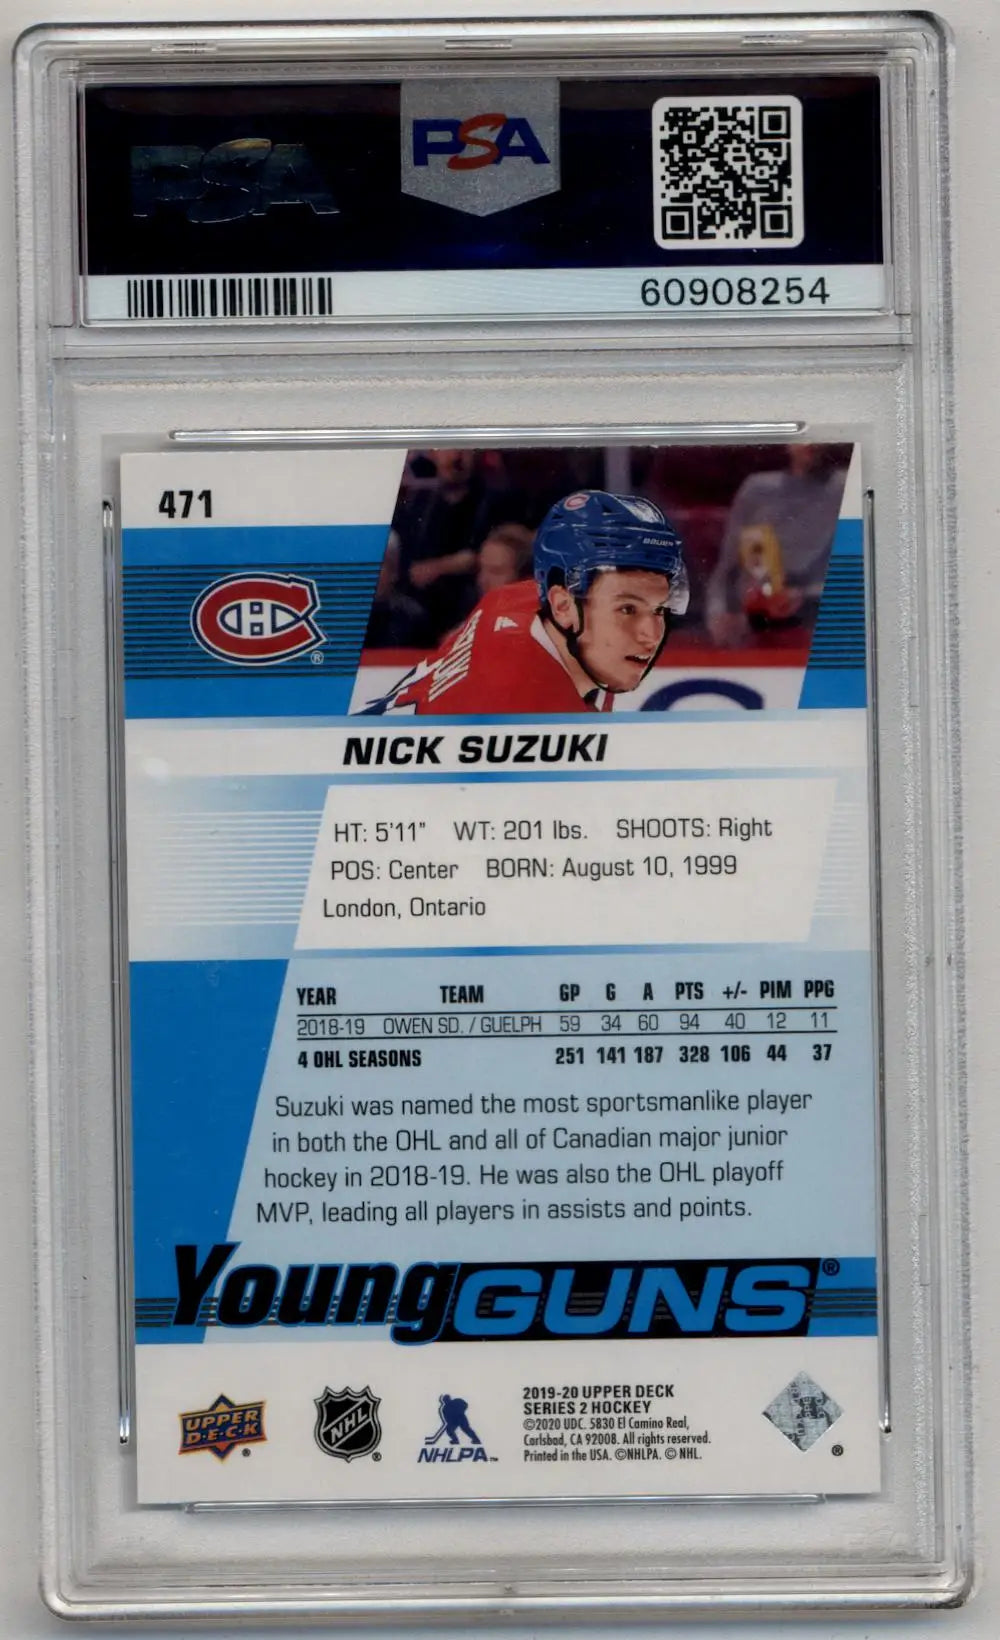 PSA
PSA
60908254
471
®
BAUER
NICK SUZUKI
HT: 5'11" WT: 201 lbs. SHOOTS: Right
POS: Center BORN: August 10, 1999
London, Ontario
YEAR TEAM GP G A PTS +/- PIM PPG
2018-19 OWEN SD. / GUELPH 59 34 60 94 40 12 11
4 OHL SEASONS 251 141 187 328 106 44 37
Suzuki was named the most sportsmanlike player
in both the OHL and all of Canadian major junior
hockey in 2018-19. He was also the OHL playoff
MVP, leading all players in assists and points.
Young GUNS®
UPPER
D·E·C·K®
NHL®
NHLPA™
2019-20 UPPER DECK
SERIES 2 HOCKEY
©2020 UDC. 5830 El Camino Real,
Carlsbad, CA 92008. All rights reserved.
Printed in the USA. ©NHLPA. © NHL.
®